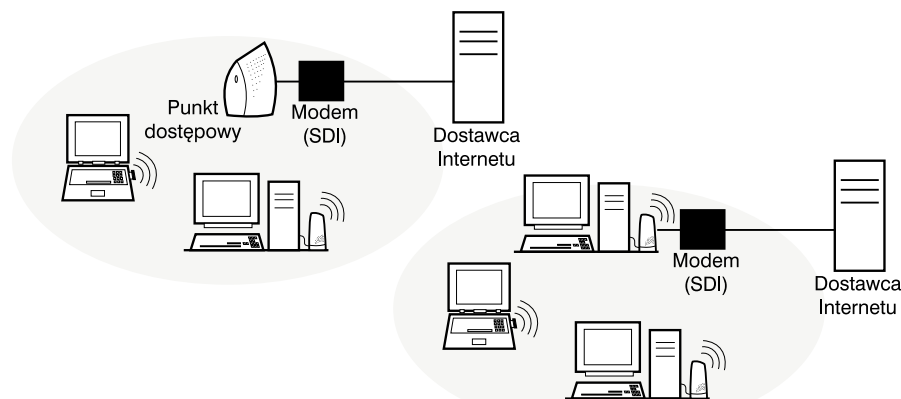 Punkt
dostępowy
Modem
(SDI)
Dostawca
Internetu
Modem
(SDI)
Dostawca
Internetu